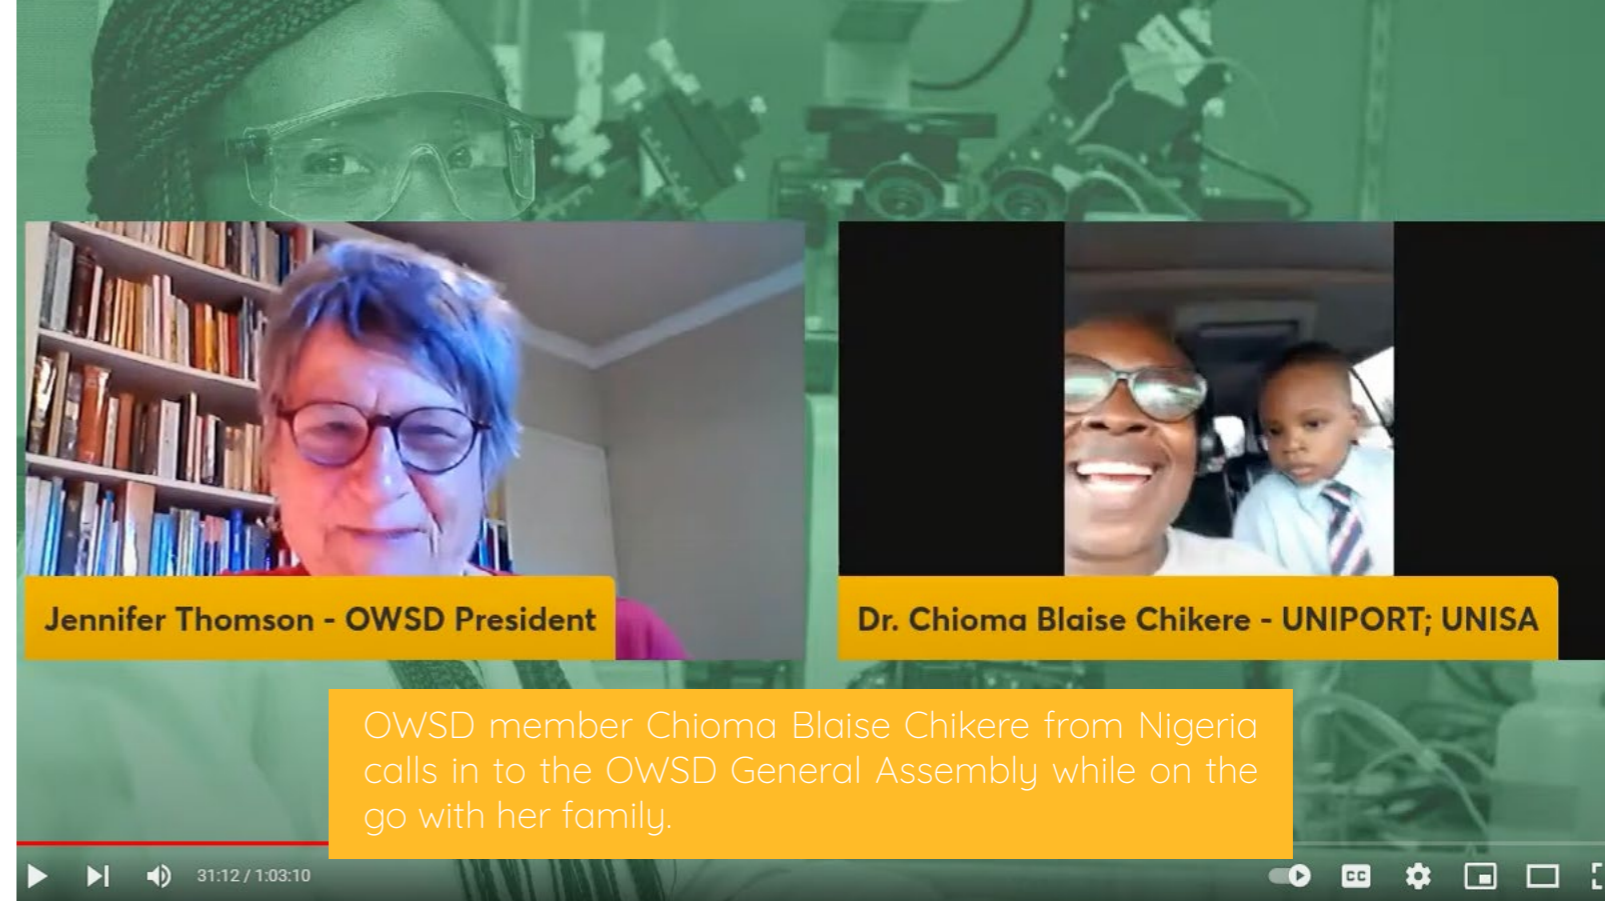 Jennifer Thomson - OWSD President
Dr. Chioma Blaise Chikere - UNIPORT; UNISA
OWSD member Chioma Blaise Chikere from Nigeria
calls in to the OWSD General Assembly while on the
go with her family.
31:12 / 1:03:10
CC